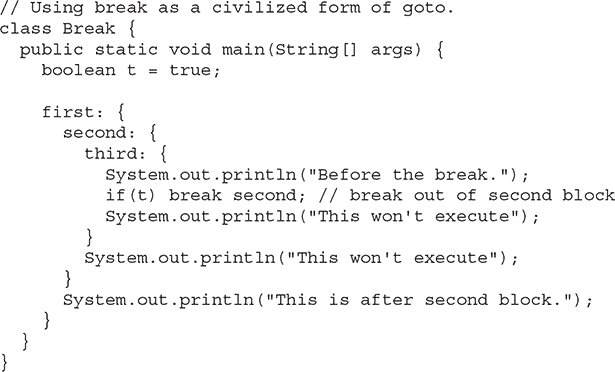 // Using break as a civilized form of goto.
class Break {
  public static void main(String[] args) {
    boolean t = true;

    first: {
      second: {
        third: {
          System.out.println("Before the break.");
          if(t) break second; // break out of second block
          System.out.println("This won't execute");
        }
        System.out.println("This won't execute");
      }
      System.out.println("This is after second block.");
    }
  }
}